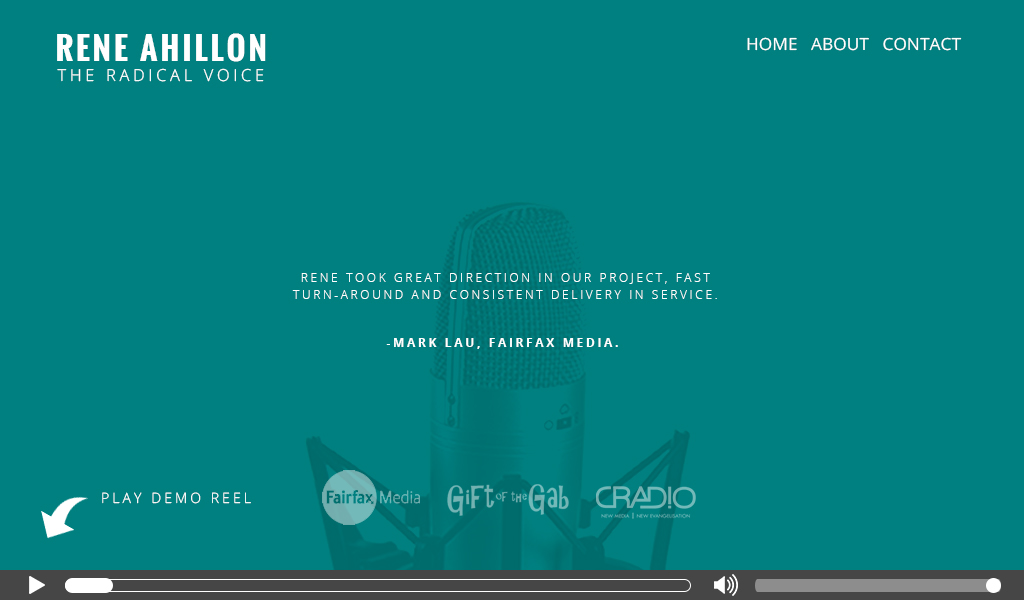 RENE AHILLON
THE RADICAL VOICE
HOME ABOUT CONTACT
RENE TOOK GREAT DIRECTION IN OUR PROJECT, FAST
TURN-AROUND AND CONSISTENT DELIVERY IN SERVICE.
-MARK LAU, FAIRFAX MEDIA.
PLAY DEMO REEL
Fairfax Media
GiFT OF THE Gab
CRADIO
NEW MEDIA | NEW EVANGELISATION